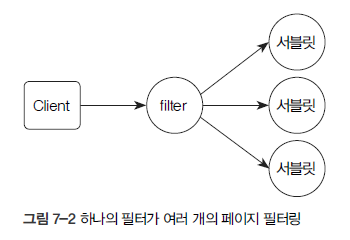 서블릿
Client
filter
서블릿
서블릿
그림 7-2 하나의 필터가 여러 개의 페이지 필터링